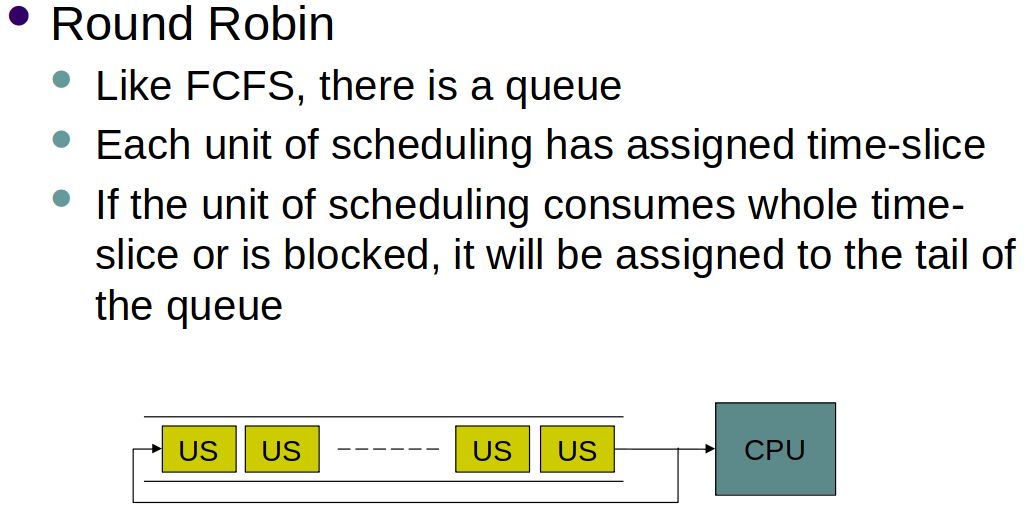 Round Robin
Like FCFS, there is a queue
Each unit of scheduling has assigned time-slice
If the unit of scheduling consumes whole time-
slice or is blocked, it will be assigned to the tail of
the queue
US US US US CPU